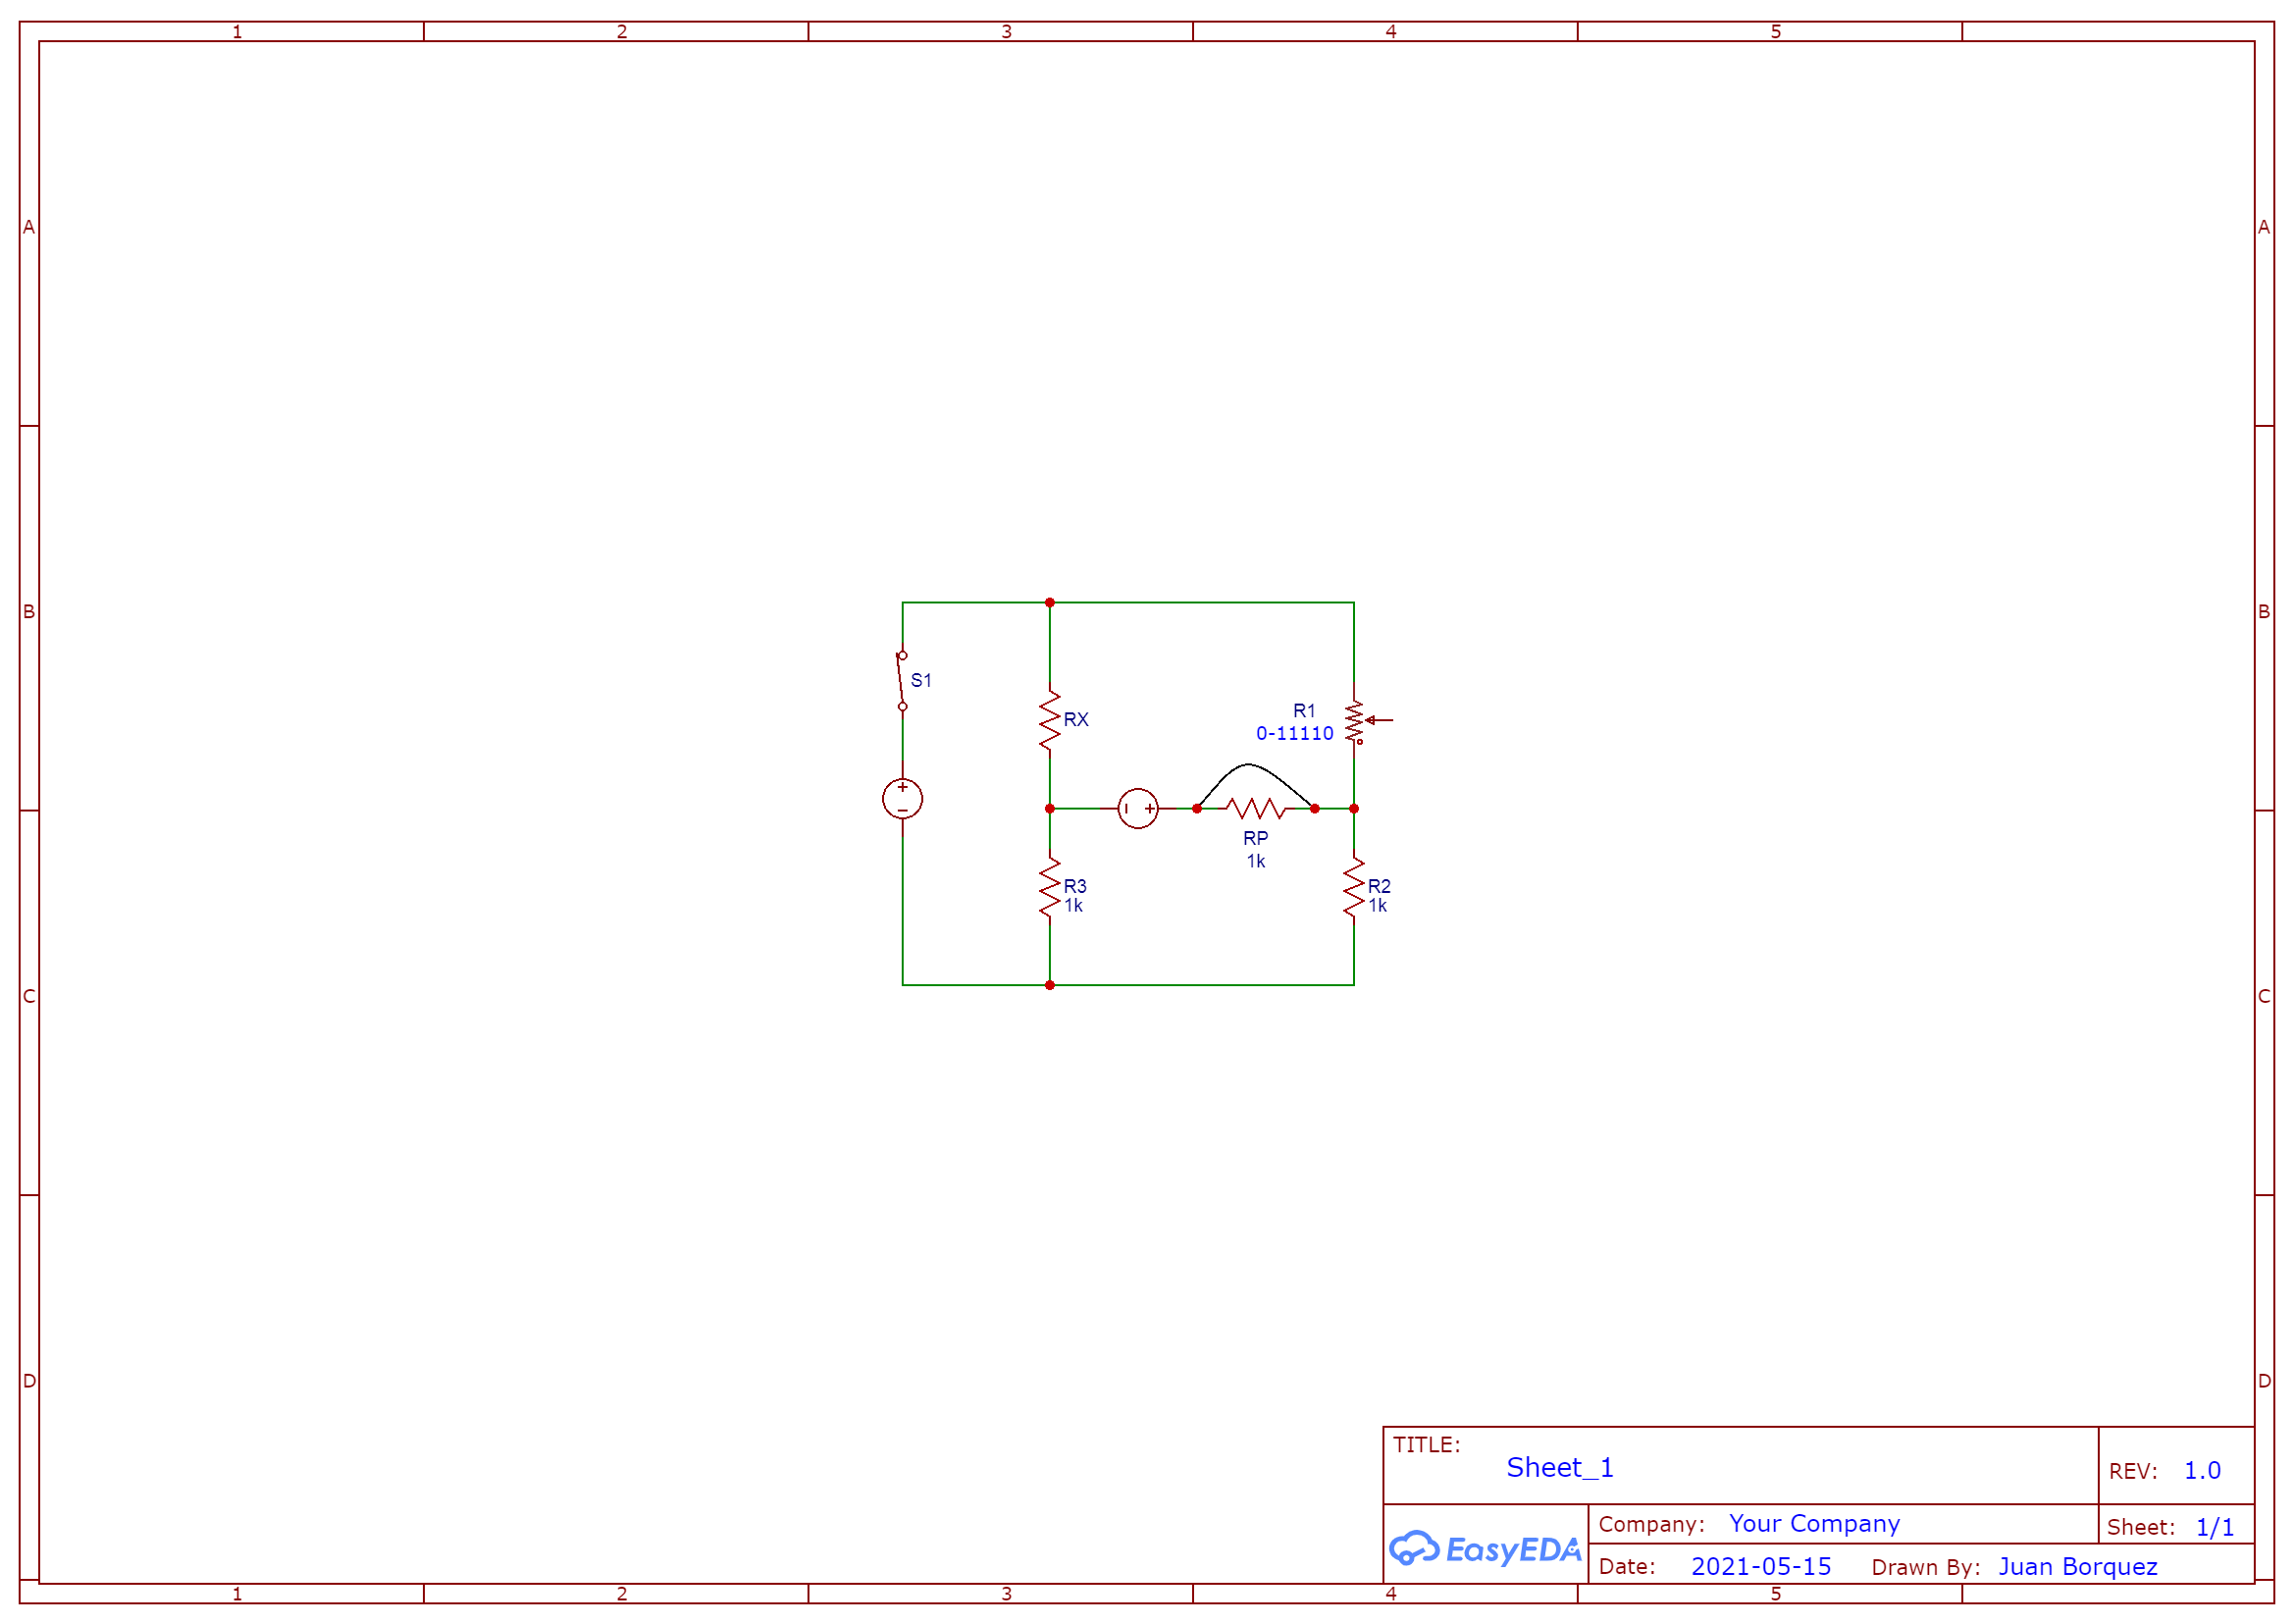 1 2 3 4 5
A A
B B
S1
RX
R1
0-11110
+
-
- +
RP
1k
R3
1k
R2
1k
C C
D D
TITLE:
Sheet_1
REV: 1.0
EasyEDA
Company: Your Company
Sheet: 1/1
Date: 2021-05-15 Drawn By: Juan Borquez
1 2 3 4 5